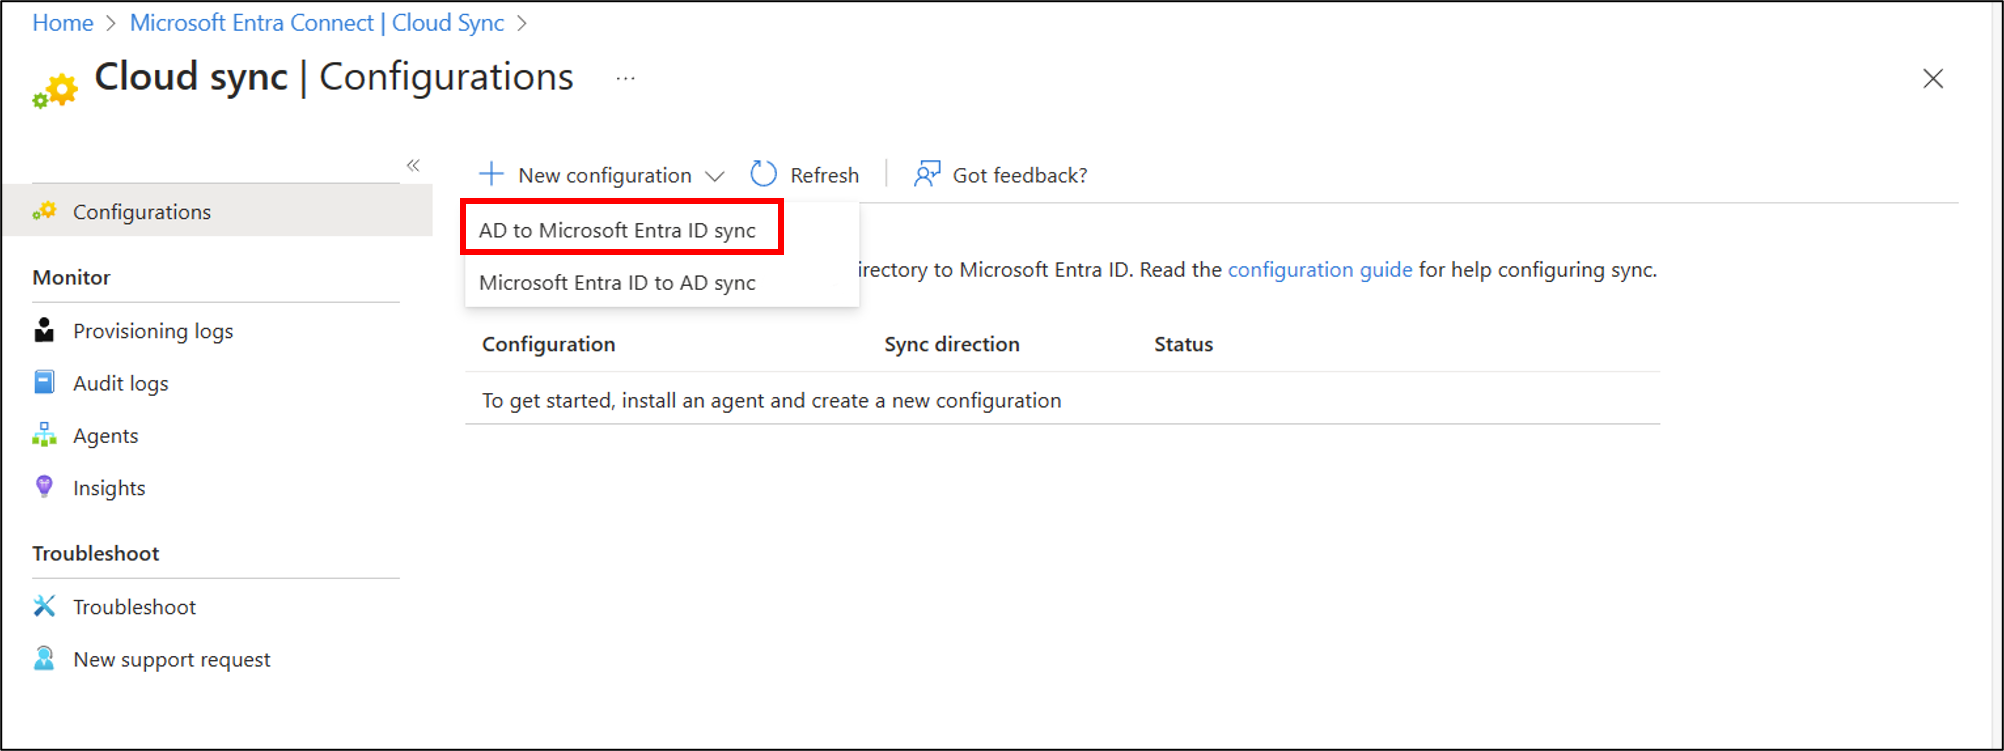 Home > Microsoft Entra Connect | Cloud Sync >
Cloud sync | Configurations ...
New configuration
Refresh
Got feedback?
Configurations
AD to Microsoft Entra ID sync
Microsoft Entra ID to AD sync
to Microsoft Entra ID. Read the configuration guide for help configuring sync.
Monitor
Provisioning logs
Audit logs
Agents
Insights
Configuration Sync direction Status
To get started, install an agent and create a new configuration
Troubleshoot
Troubleshoot
New support request